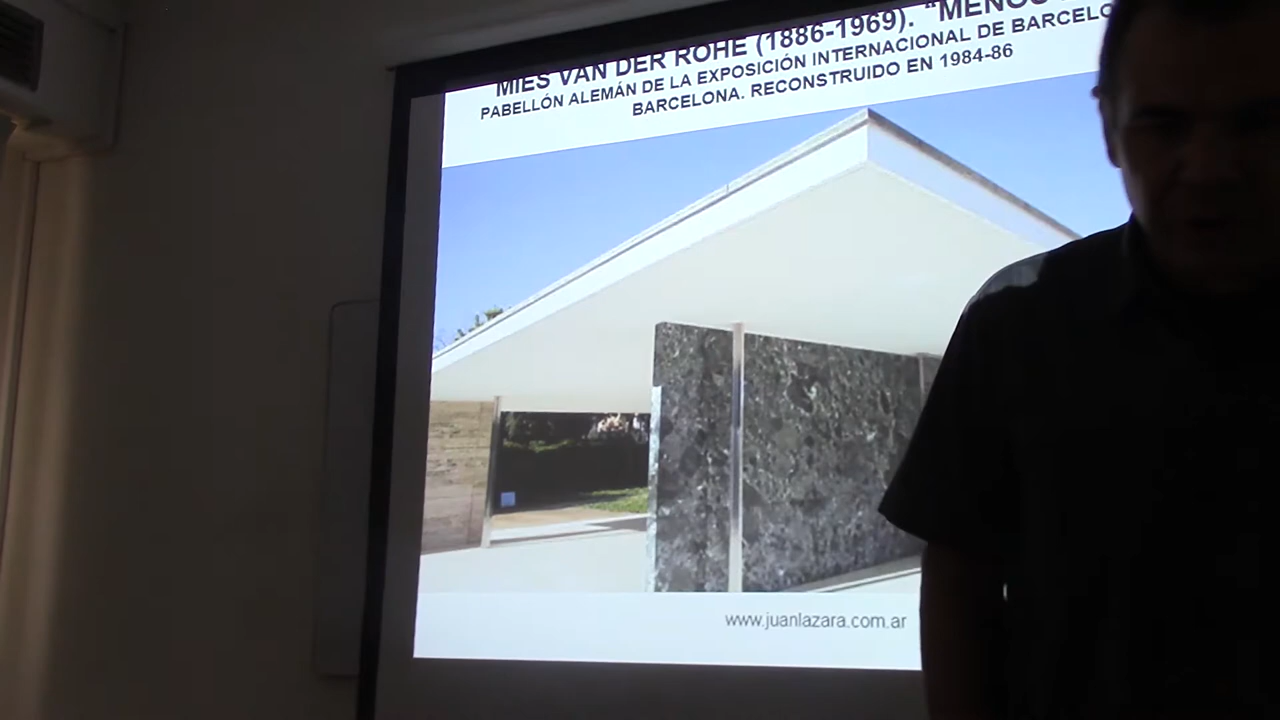 MIES VAN DER ROHE (1886-1969). "MENOS
PABELLÓN ALEMÁN DE LA EXPOSICIÓN INTERNACIONAL DE BARCELO
BARCELONA. RECONSTRUIDO EN 1984-86
www.juanlazara.com.ar